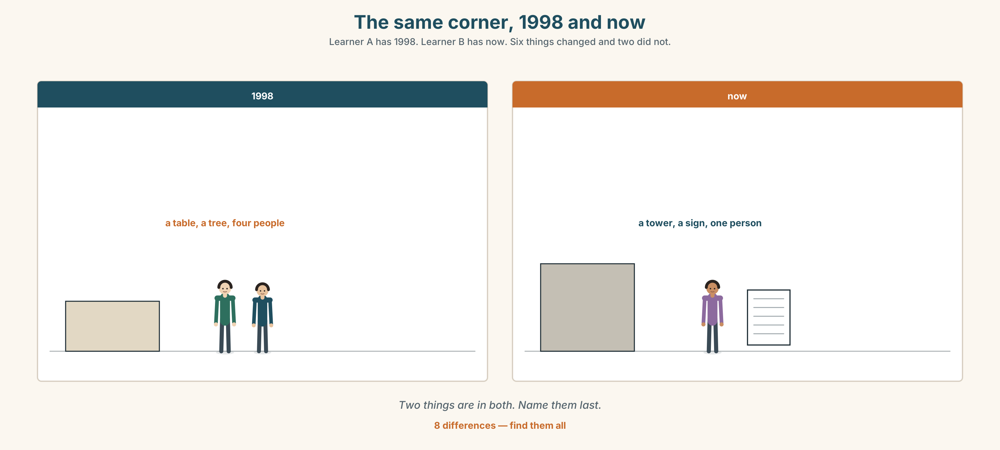 The same corner, 1998 and now
Learner A has 1998. Learner B has now. Six things changed and two did not.
1998
a table, a tree, four people
now
a tower, a sign, one person
Two things are in both. Name them last.
8 differences — find them all